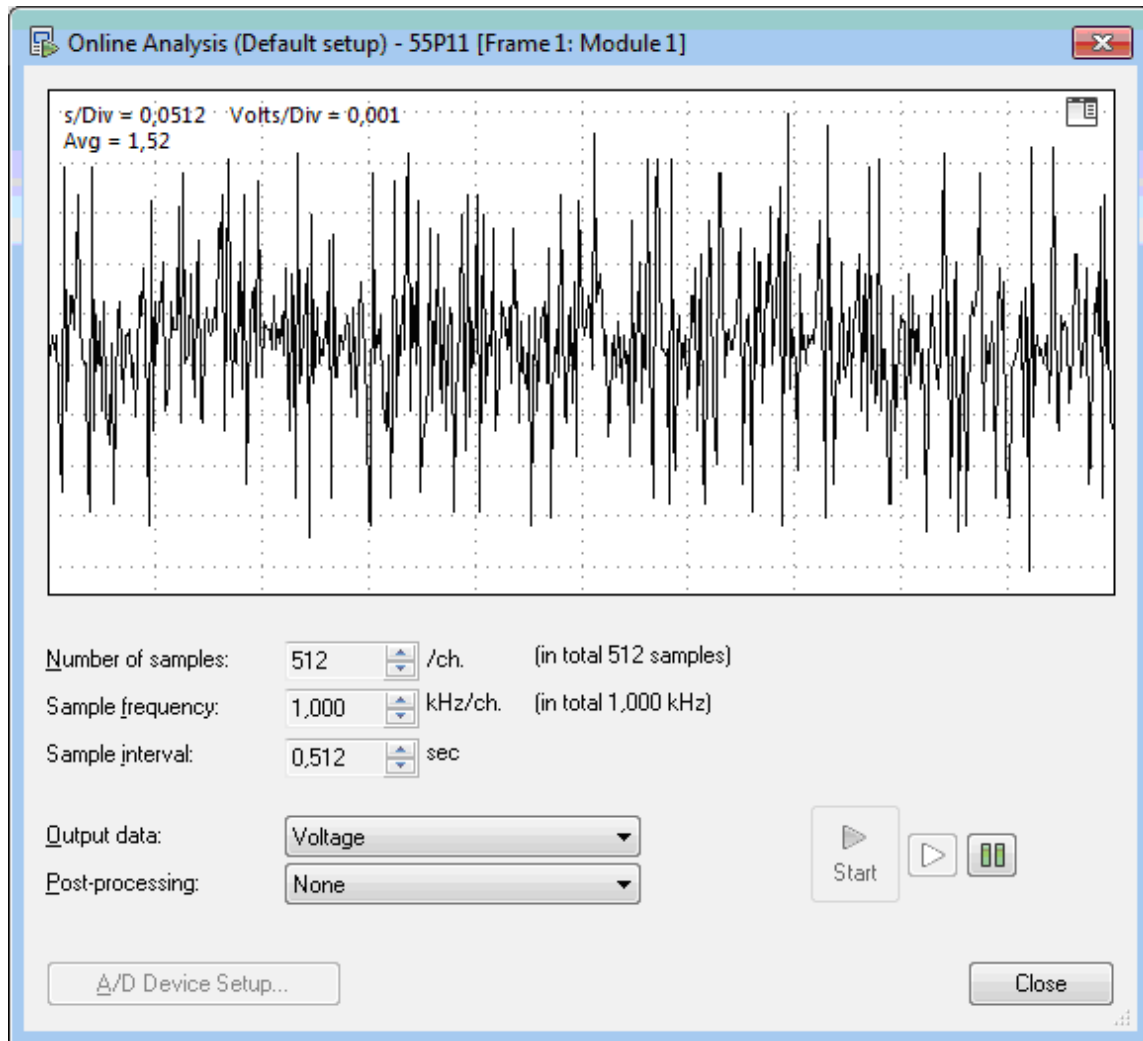 Online Analysis (Default setup) - 55P11 [Frame 1: Module 1]
s/Div = 0,0512 Volts/Div = 0,001
Avg = 1,52
Number of samples: 512 /ch. (in total 512 samples)
Sample frequency: 1,000 kHz/ch. (in total 1,000 kHz)
Sample interval: 0,512 sec
Output data: Voltage
Post-processing: None
Start
A/D Device Setup...
Close